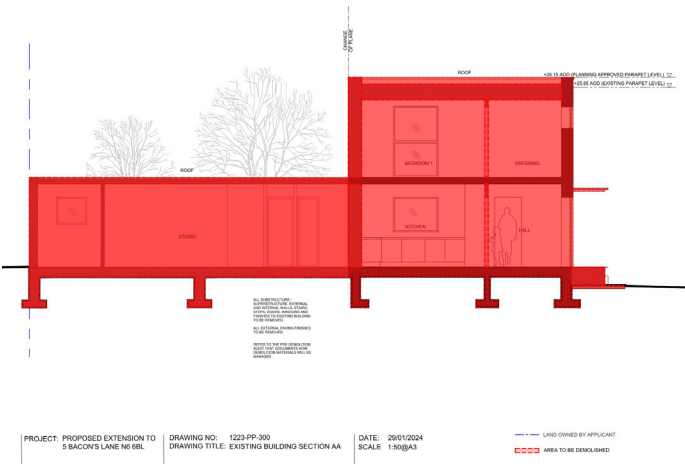 CHANGE
OF PLANE
ROOF
+26.15 AOD (PLANNING APPROVED PARAPET LEVEL)
+25.85 AOD (EXISTING PARAPET LEVEL)
BEDROOM 1
DRESSING
ROOF
STUDIO
KITCHEN
HALL
ALL SUBSTRUCTURE,
SUPERSTRUCTURE, EXTERNAL
AND INTERNAL WALLS, STAIRS,
STEPS, DOORS, WINDOWS AND
FINISHES TO EXISTING BUILDING
TO BE REMOVED.
ALL EXTERNAL PAVING FINISHES
TO BE REMOVED.
REFER TO THE PRE-DEMOLITION
AUDIT THAT DOCUMENTS HOW
DEMOLITION MATERIALS WILL BE
MANAGED.
PROJECT: PROPOSED EXTENSION TO
5 BACON'S LANE N6 6BL
DRAWING NO: 1223-PP-300
DRAWING TITLE: EXISTING BUILDING SECTION AA
DATE: 29/01/2024
SCALE 1:50@A3
LAND OWNED BY APPLICANT
AREA TO BE DEMOLISHED